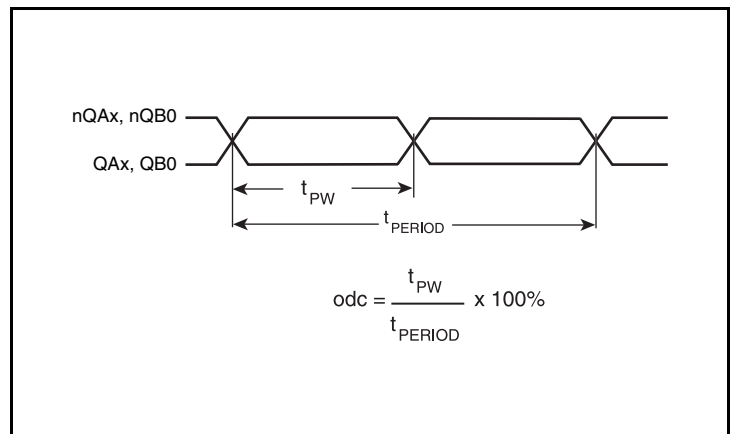 nQAx, nQB0
QAx, QB0
tPW
tPERIOD
odc = tPW / tPERIOD x 100%